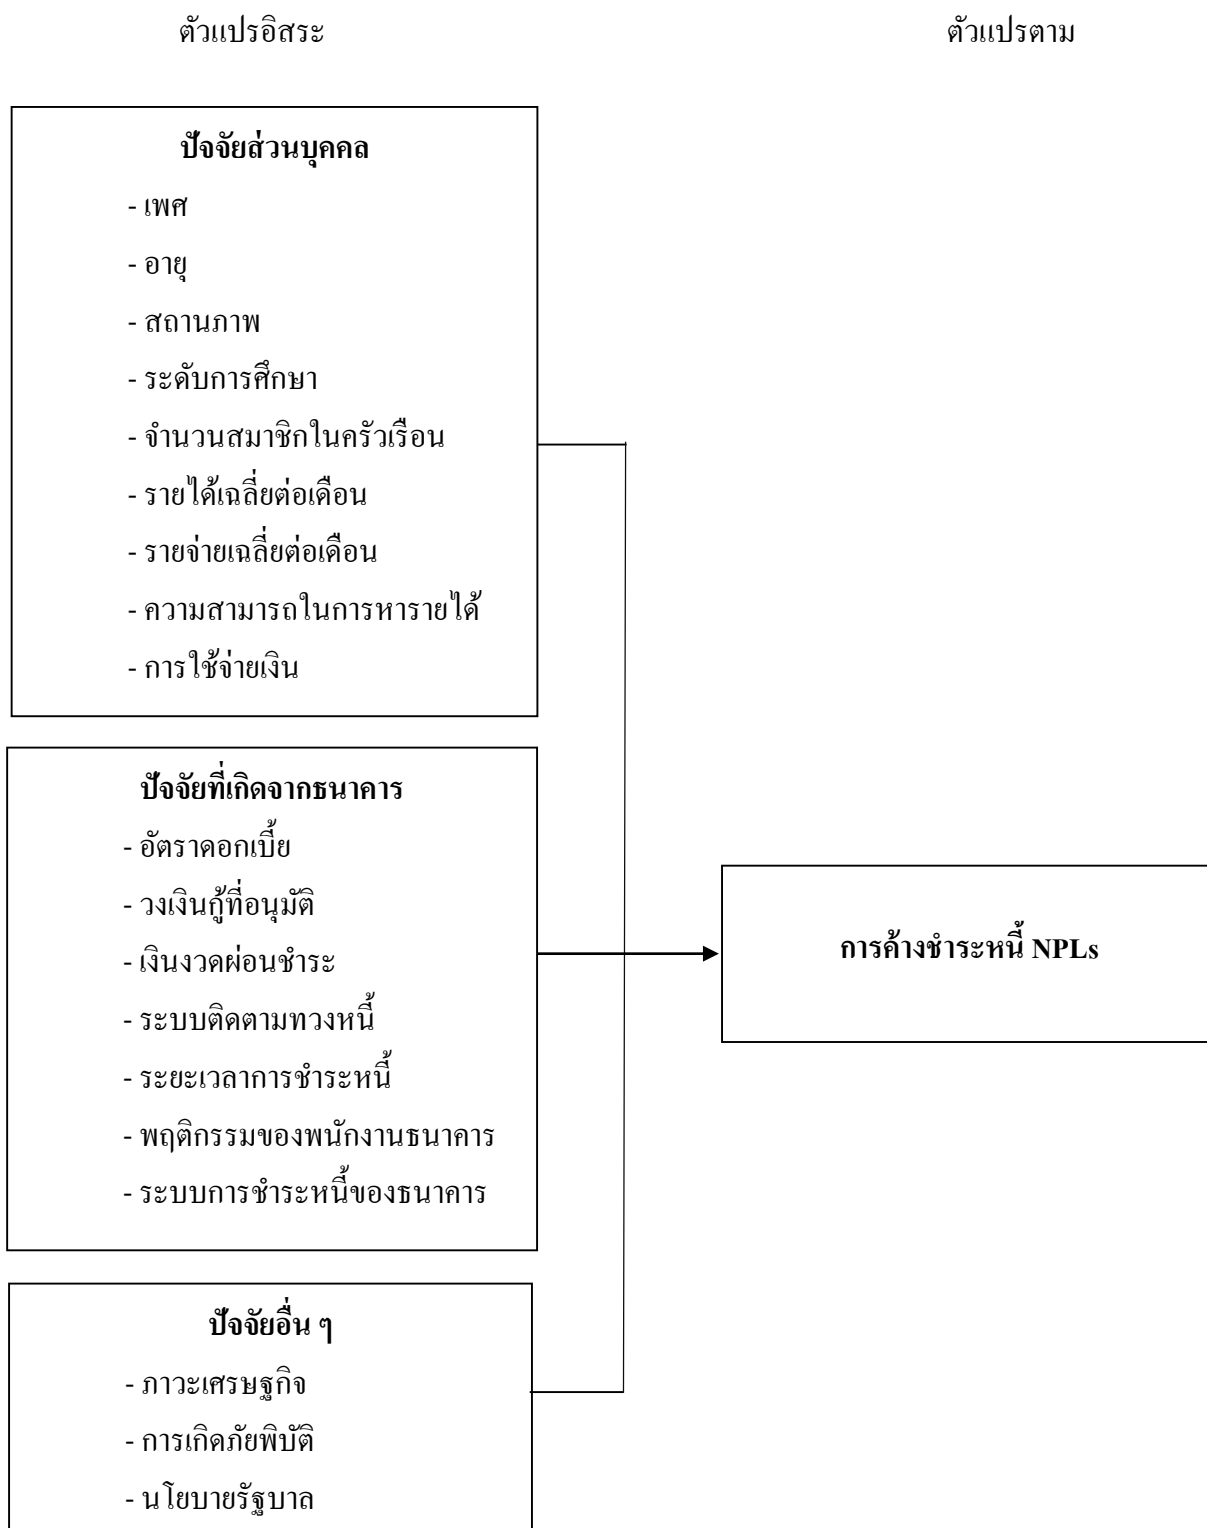 ตัวแปรอิสระ
ตัวแปรตาม
ปัจจัยส่วนบุคคล
- เพศ
- อายุ
- สถานภาพ
- ระดับการศึกษา
- จำนวนสมาชิกในครัวเรือน
- รายได้เฉลี่ยต่อเดือน
- รายจ่ายเฉลี่ยต่อเดือน
- ความสามารถในการหารายได้
- การใช้จ่ายเงิน
ปัจจัยที่เกิดจากธนาคาร
- อัตราดอกเบี้ย
- วงเงินกู้ที่อนุมัติ
- เงินงวดผ่อนชำระ
- ระบบติดตามทวงหนี้
- ระยะเวลาการชำระหนี้
- พฤติกรรมของพนักงานธนาคาร
- ระบบการชำระหนี้ของธนาคาร
การค้างชำระหนี้ NPLs
ปัจจัยอื่น ๆ
- ภาวะเศรษฐกิจ
- การเกิดภัยพิบัติ
- นโยบายรัฐบาล